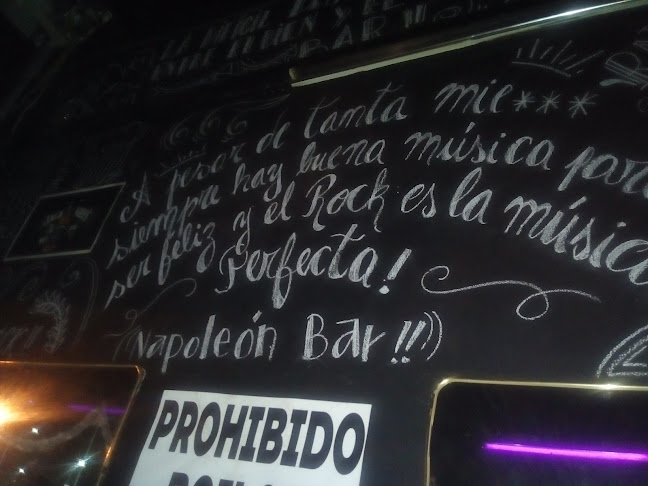 BAR!!
A pesar de tanta mie***
siempre hay buena música para
ser feliz y el Rock es la música
Perfecta!
(Napoleón Bar!!))
PROHIBIDO